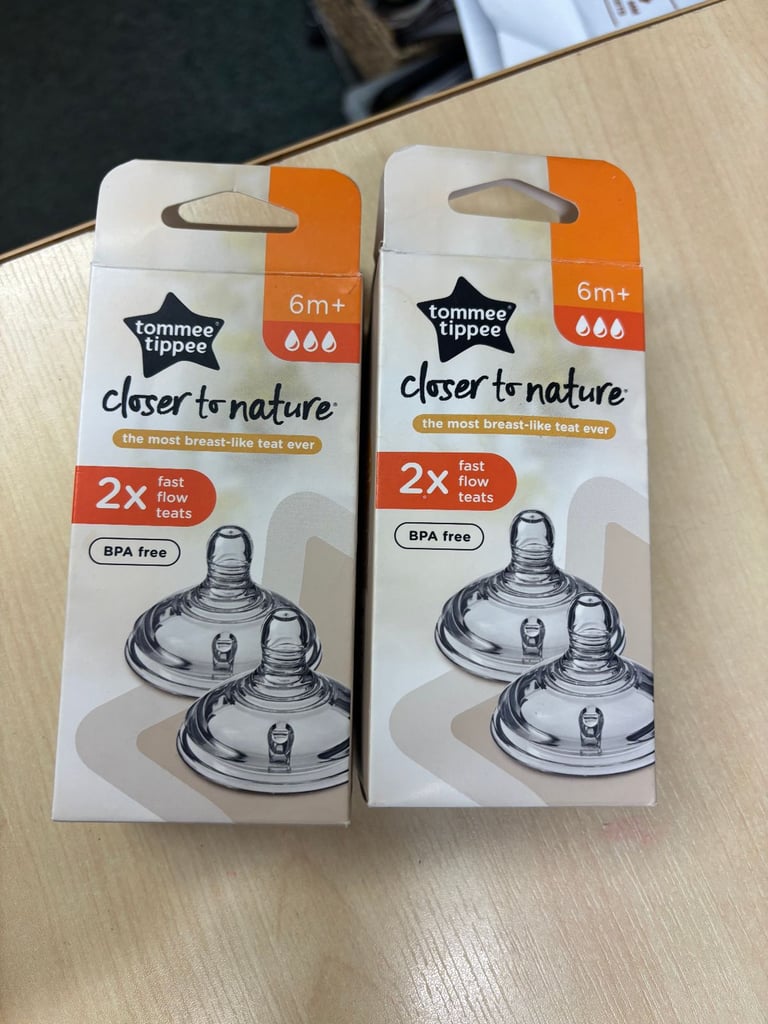 6m+
tommee
tippee
closer to nature
the most breast-like teat ever
2x
fast
flow
teats
BPA free
6m+
tommee
tippee
closer to nature
the most breast-like teat ever
2x
fast
flow
teats
BPA free